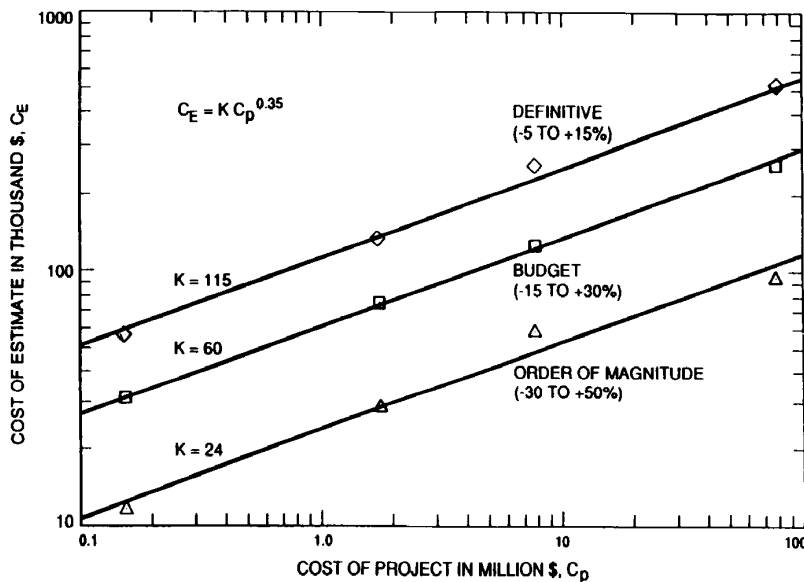 1000
C_E = K C_p^0.35
DEFINITIVE
(-5 TO +15%)
COST OF ESTIMATE IN THOUSAND $, C_E
K = 115
100
BUDGET
(-15 TO +30%)
K = 60
ORDER OF MAGNITUDE
(-30 TO +50%)
K = 24
10
0.1
1.0
10
100
COST OF PROJECT IN MILLION $, C_p